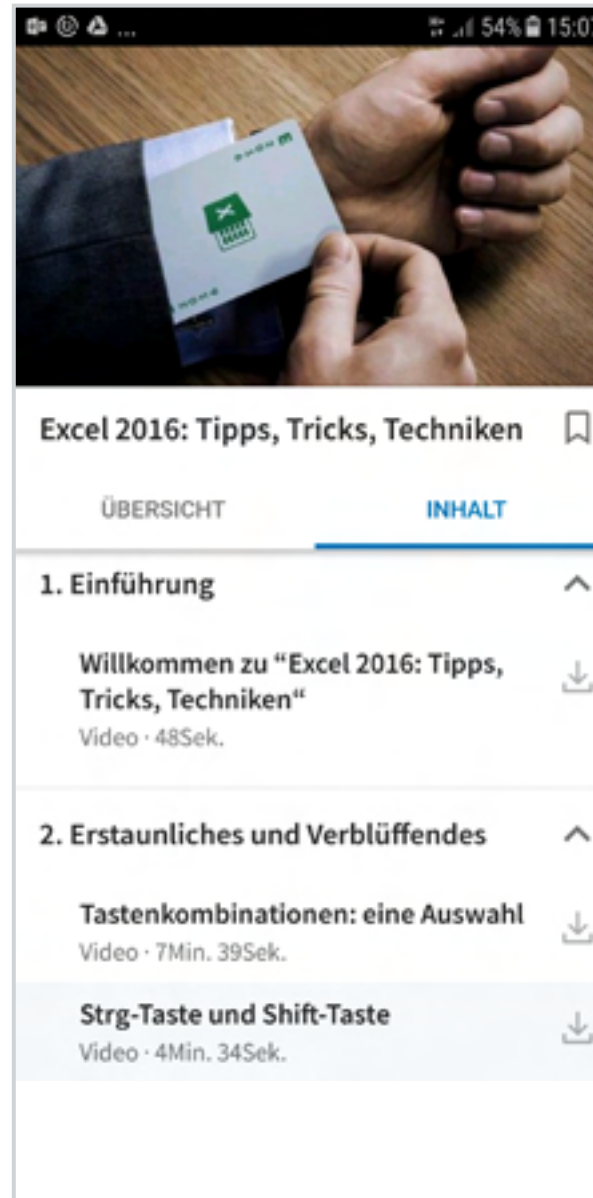 ... 54% 15:07
Excel 2016: Tipps, Tricks, Techniken
ÜBERSICHT INHALT
1. Einführung
Willkommen zu “Excel 2016: Tipps,
Tricks, Techniken“
Video · 48Sek.
2. Erstaunliches und Verblüffendes
Tastenkombinationen: eine Auswahl
Video · 7Min. 39Sek.
Strg-Taste und Shift-Taste
Video · 4Min. 34Sek.